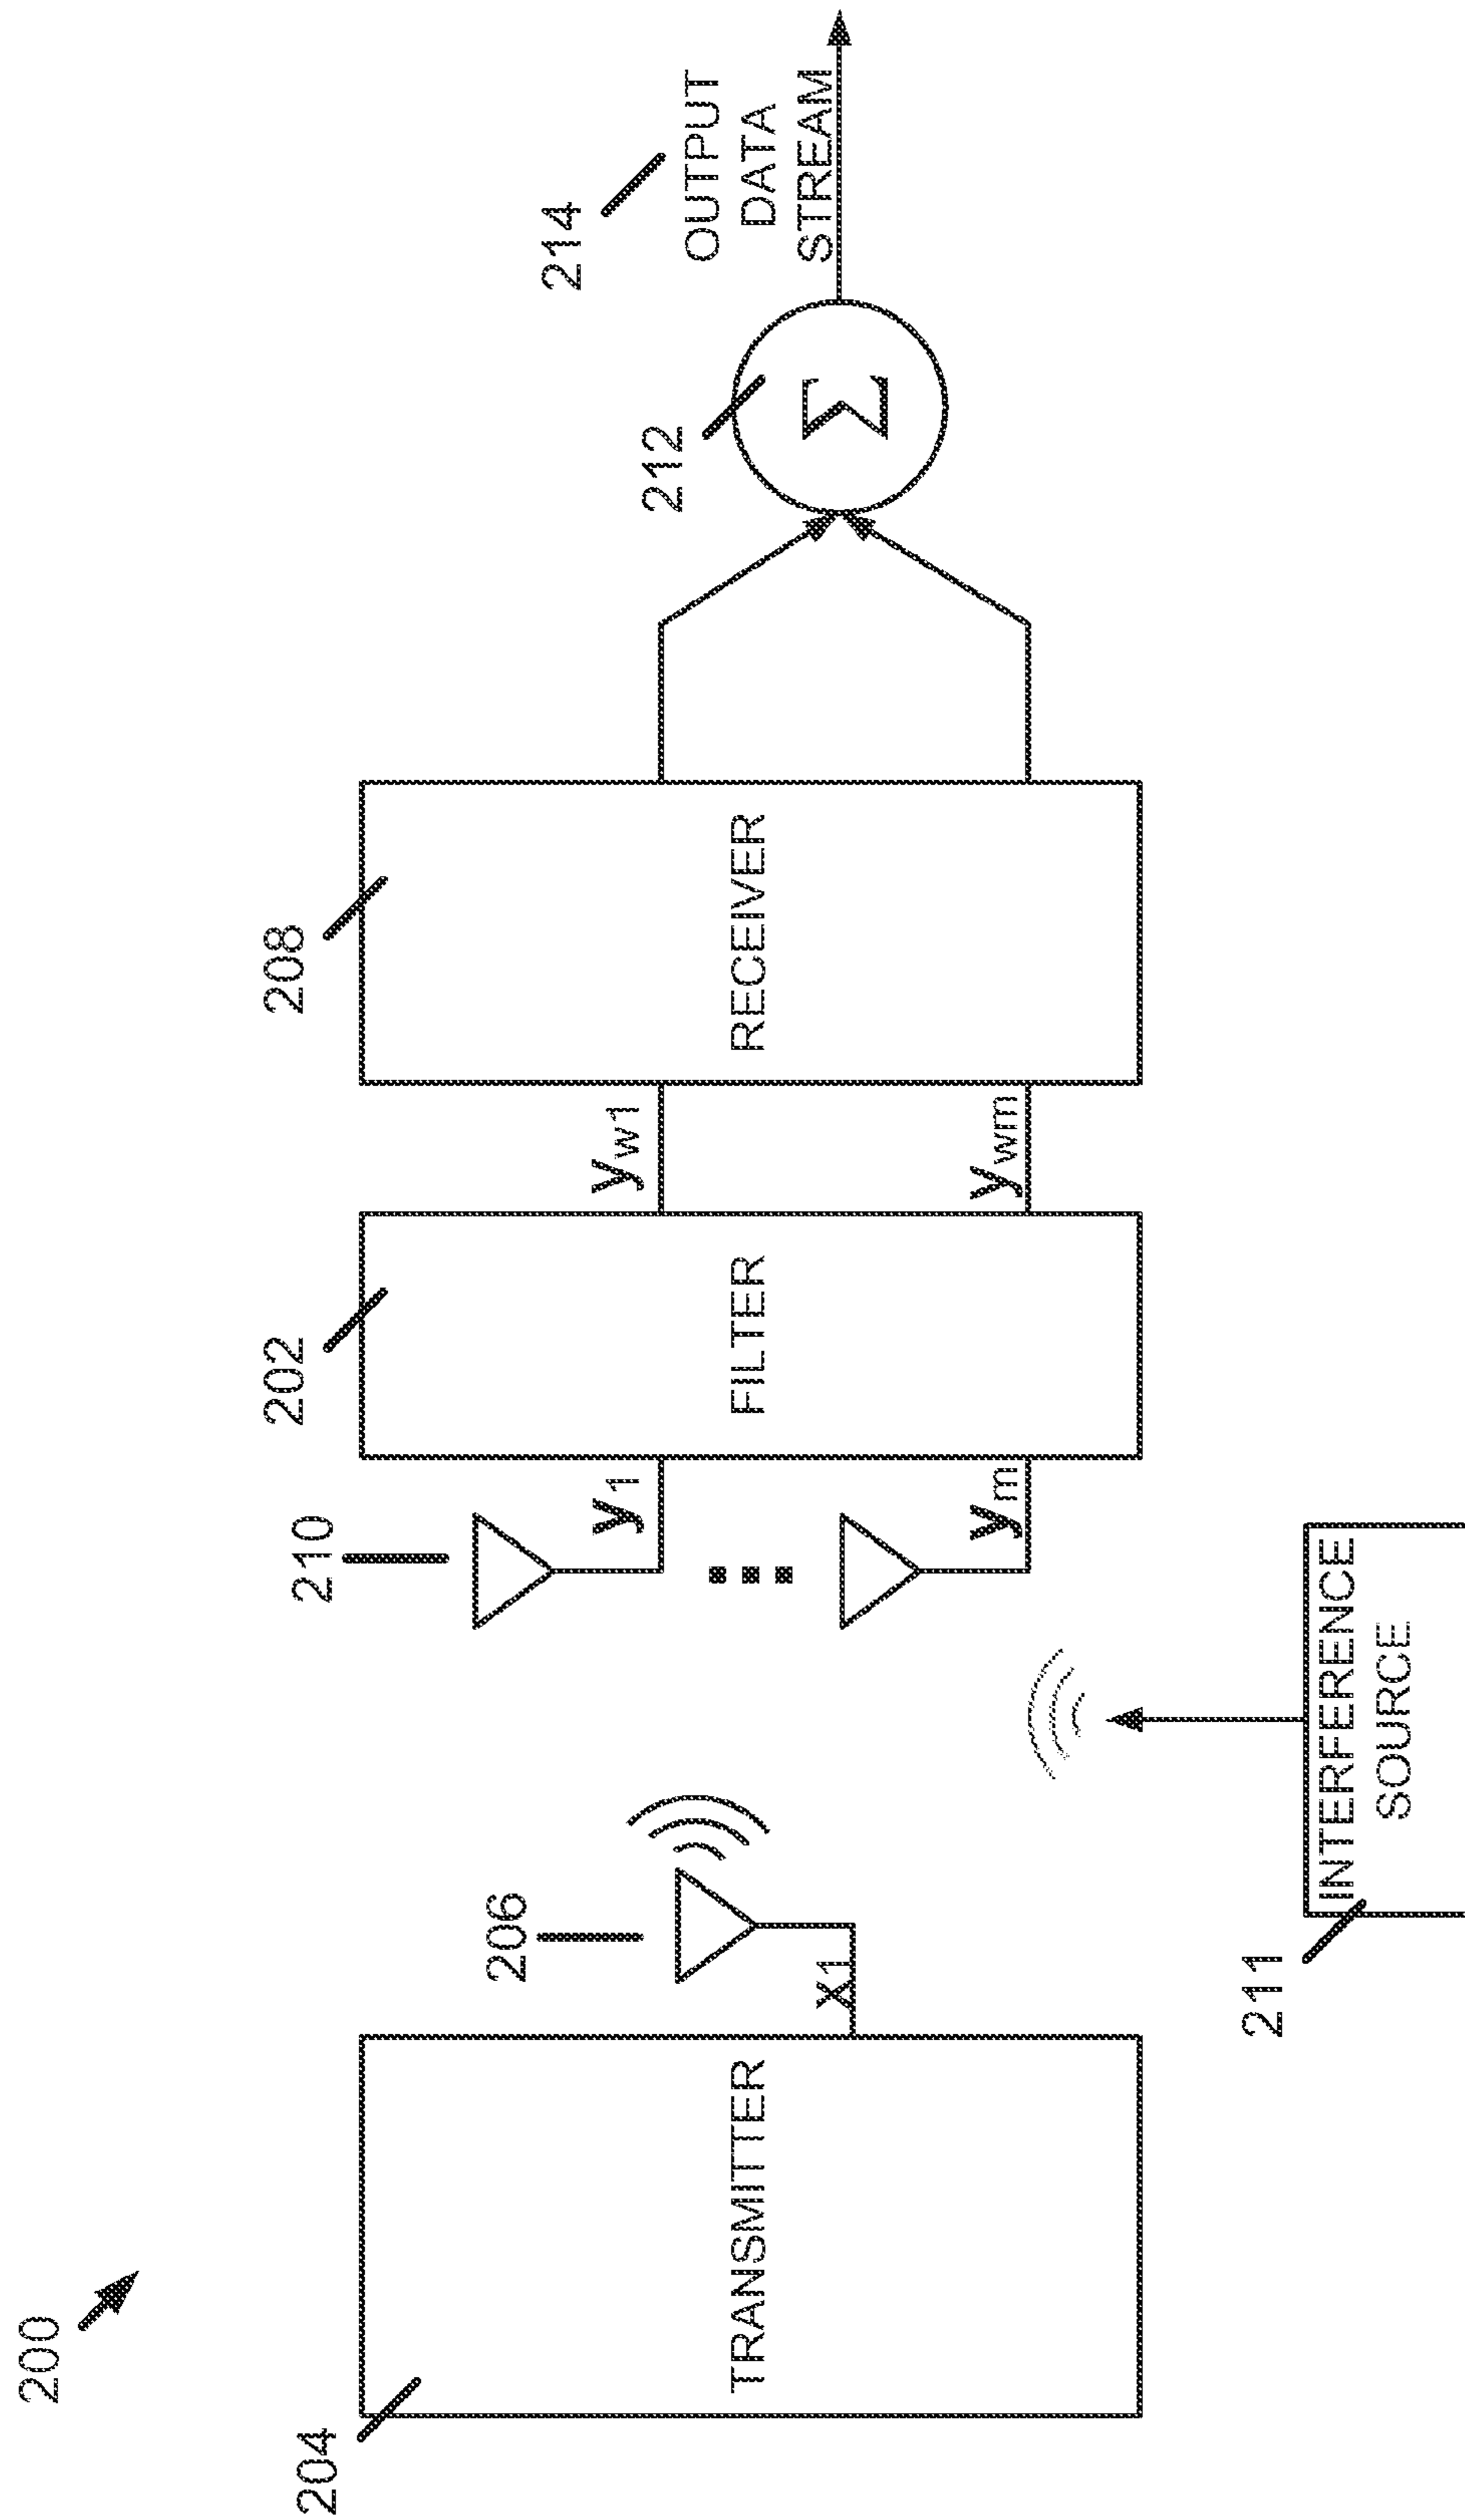 200
204
TRANSMITTER
x1
206
211
INTERFERENCE
SOURCE
210
y1
ym
202
FILTER
yw1
ywm
208
RECEIVER
212
Σ
214
OUTPUT
DATA
STREAM